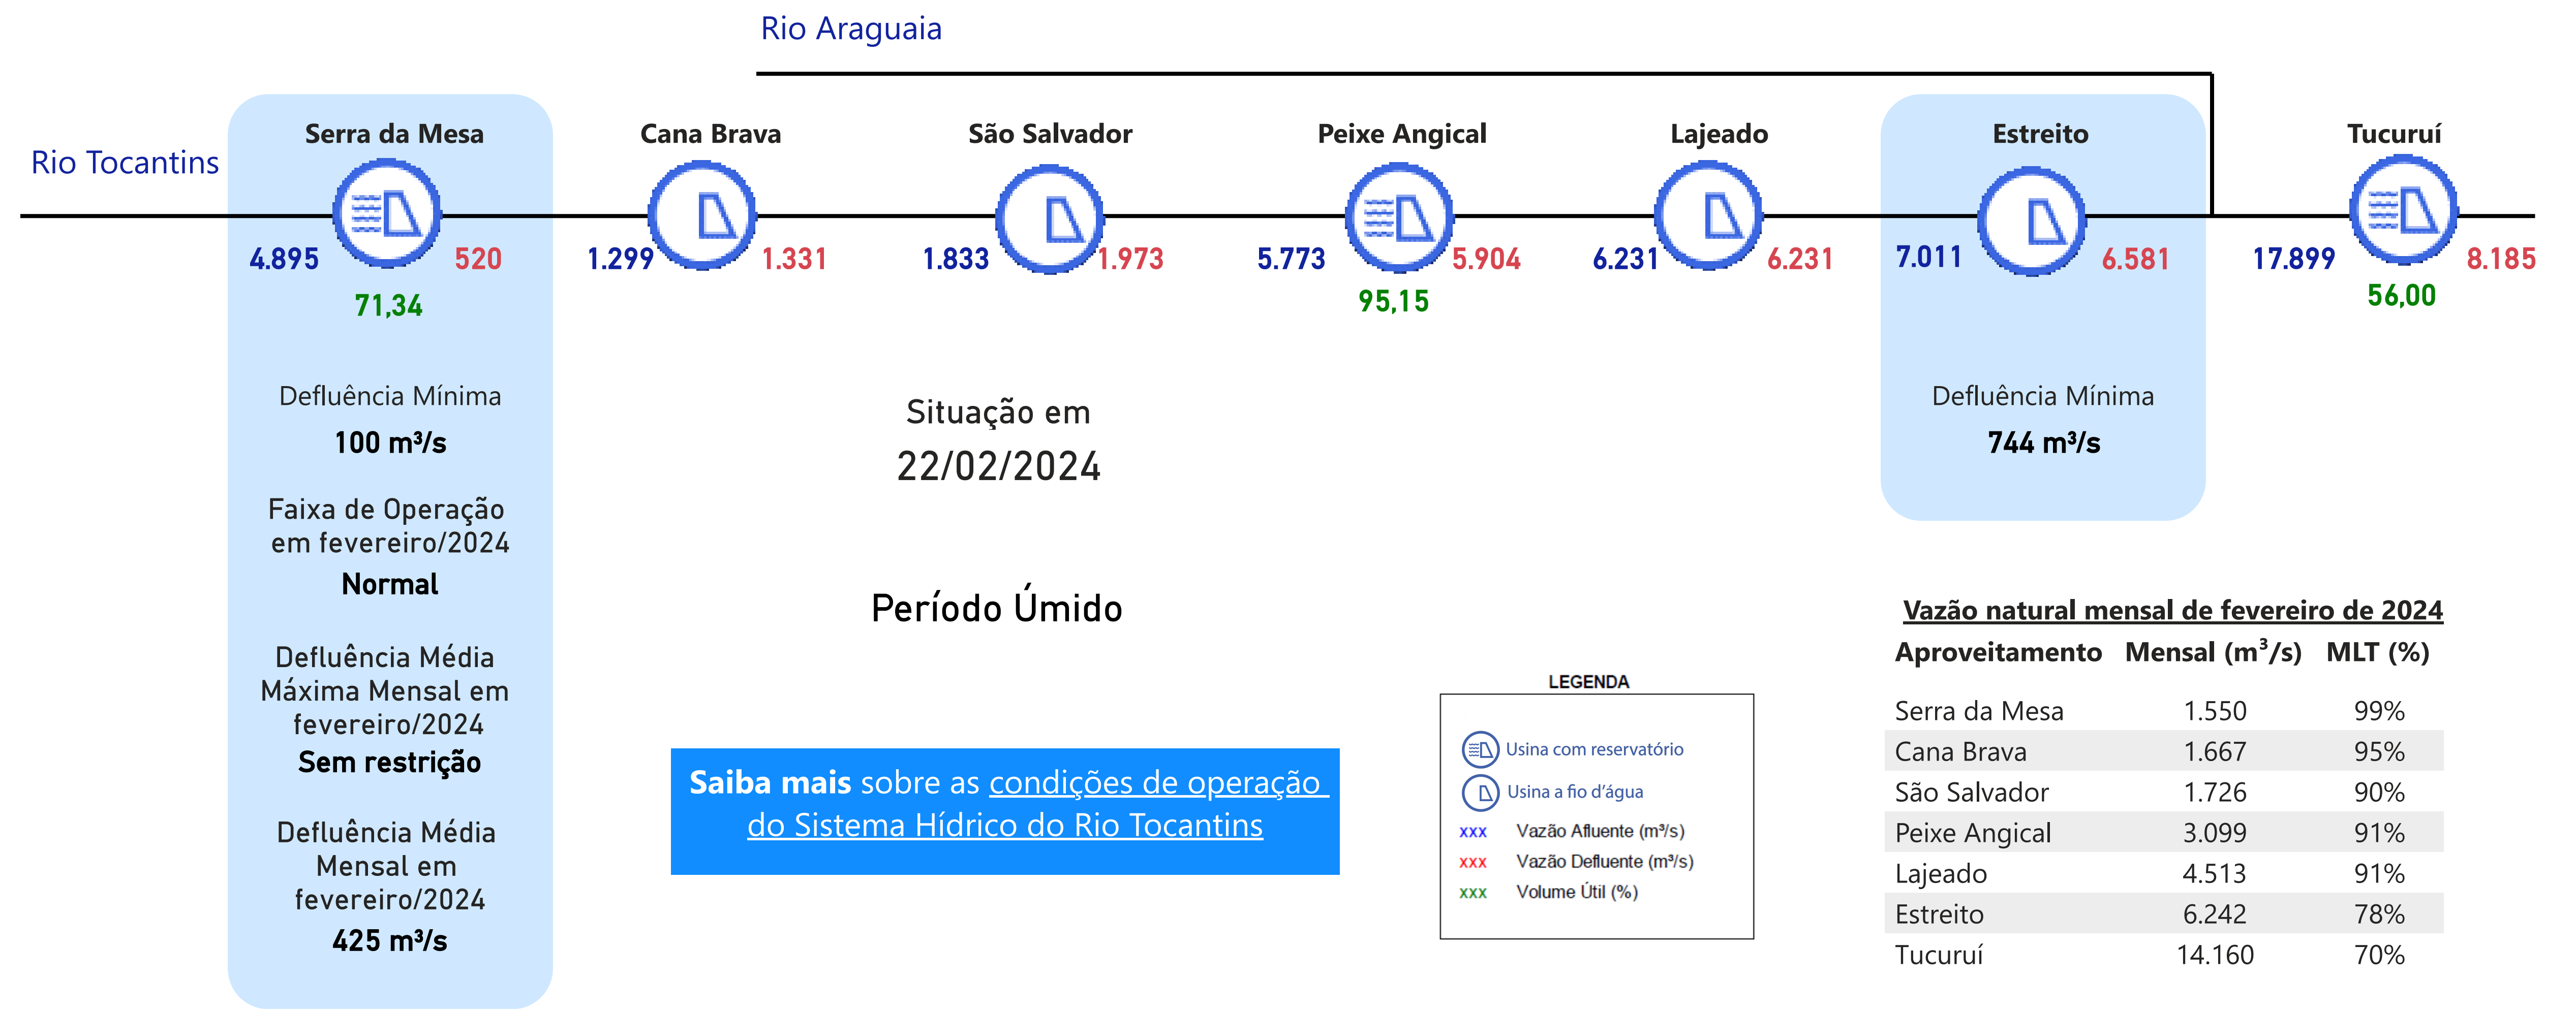 Rio Araguaia
Rio Tocantins
Serra da Mesa
Cana Brava
São Salvador
Peixe Angical
Lajeado
Estreito
Tucuruí
4.895
520
1.299
1.331
1.833
1.973
5.773
5.904
6.231
6.231
7.011
6.581
17.899
8.185
71,34
95,15
56,00
Defluência Mínima
100 m³/s
Faixa de Operação
em fevereiro/2024
Normal
Defluência Média
Máxima Mensal em
fevereiro/2024
Sem restrição
Defluência Média
Mensal em
fevereiro/2024
425 m³/s
Situação em
22/02/2024
Período Úmido
Saiba mais sobre as condições de operação
do Sistema Hídrico do Rio Tocantins
Defluência Mínima
744 m³/s
LEGENDA
Usina com reservatório
Usina a fio d'água
xxx Vazão Afluente (m³/s)
xxx Vazão Defluente (m³/s)
xxx Volume Útil (%)
Vazão natural mensal de fevereiro de 2024
Aproveitamento Mensal (m³/s) MLT (%)
Serra da Mesa 1.550 99%
Cana Brava 1.667 95%
São Salvador 1.726 90%
Peixe Angical 3.099 91%
Lajeado 4.513 91%
Estreito 6.242 78%
Tucuruí 14.160 70%